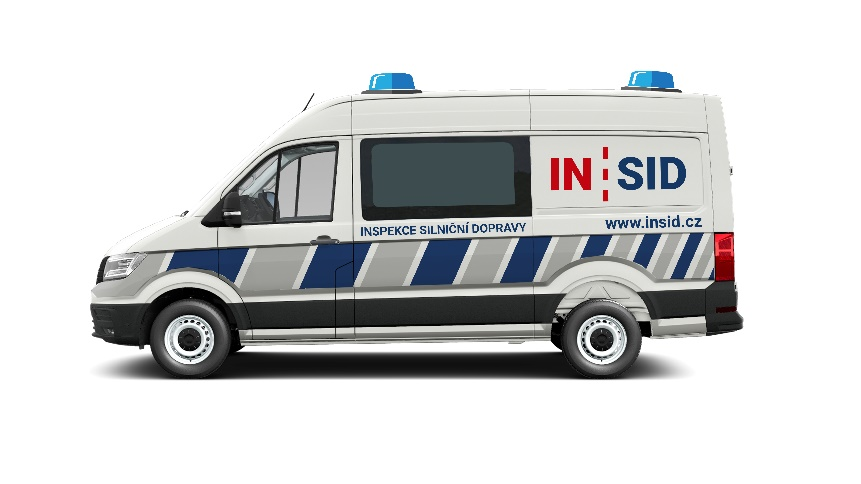 IN SID
www.insid.cz
INSPEKCE SILNIČNÍ DOPRAVY